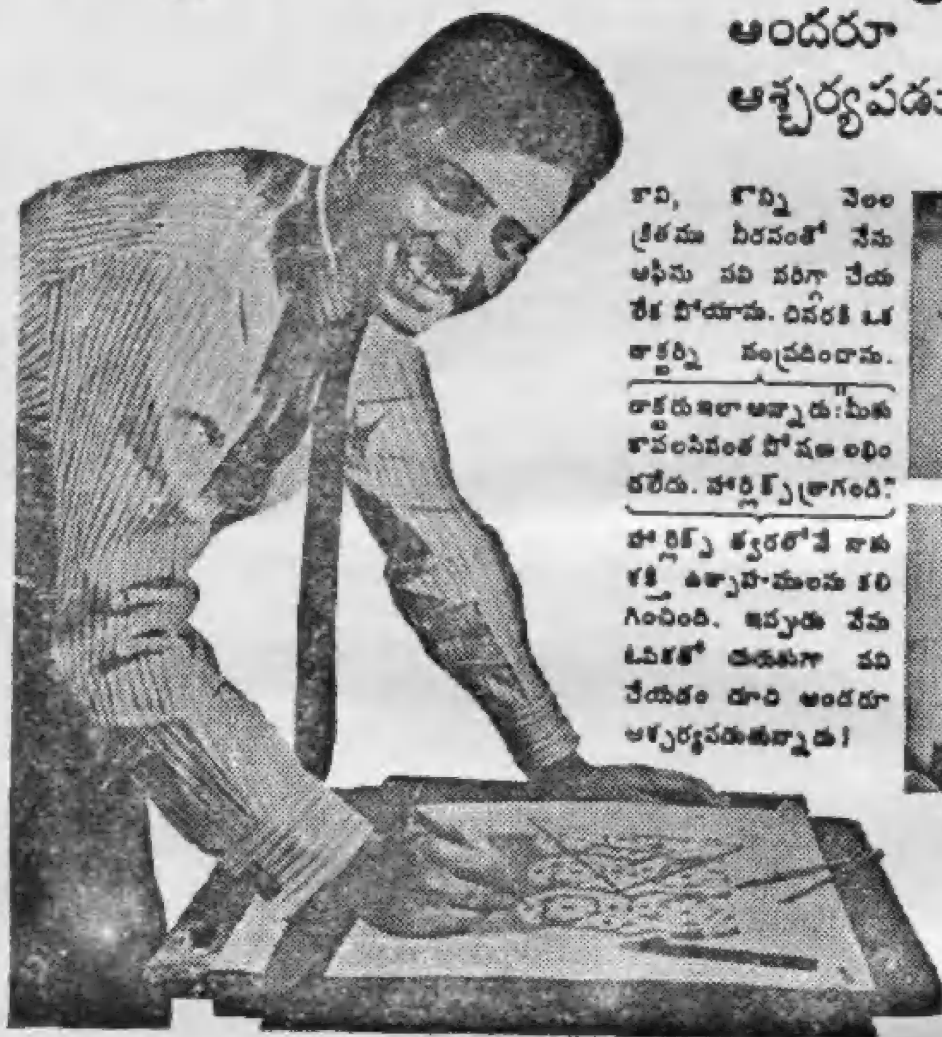 అందరూ
ఆశ్చర్యపడు
కాని, కొన్ని నెలల
క్రితము నీరసంతో నేను
ఆఫీసు పని సరిగ్గా చేయ
లేక పోయాను. చివరకి ఒక
డాక్టర్ని సంప్రదించాను.
డాక్టరు ఇలా అన్నారు: "మీకు
కావలసినంత పోషణ లభిం
చలేదు. హార్లిక్స్ త్రాగండి."
హార్లిక్స్ త్వరలోనే నాకు
శక్తి ఉత్సాహములను కలి
గించింది. ఇప్పుడు నేను
ఓపికతో చురుకుగా పని
చేయడం చూచి అందరూ
ఆశ్చర్యపడుతున్నారు!